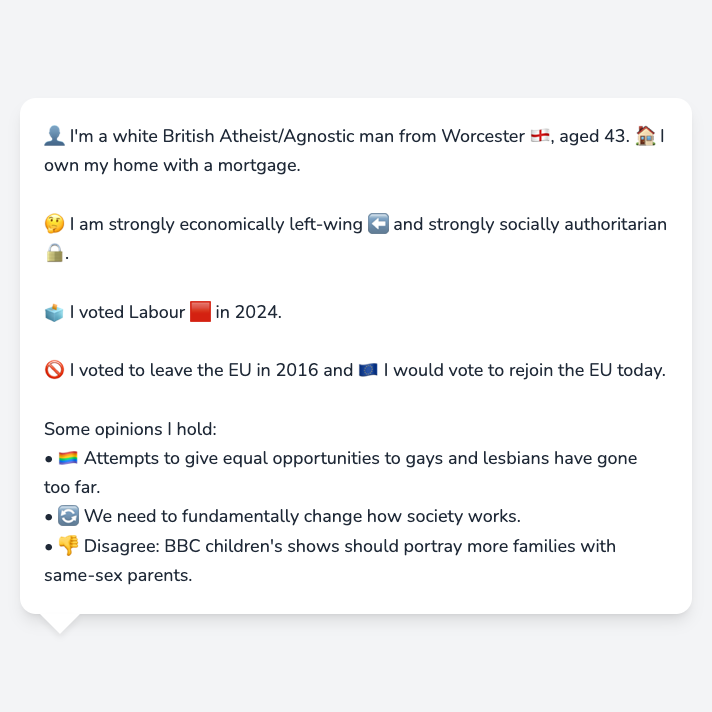 👤 I'm a white British Atheist/Agnostic man from Worcester 🏴󠁧󠁢󠁥󠁮󠁧󠁿, aged 43. 🏠 I
own my home with a mortgage.
🤔 I am strongly economically left-wing ⬅️ and strongly socially authoritarian
🔒.
🗳️ I voted Labour 🟥 in 2024.
🚫 I voted to leave the EU in 2016 and 🇪🇺 I would vote to rejoin the EU today.
Some opinions I hold:
• 🏳️‍🌈 Attempts to give equal opportunities to gays and lesbians have gone
too far.
• 🔄 We need to fundamentally change how society works.
• 👎 Disagree: BBC children's shows should portray more families with
same-sex parents.